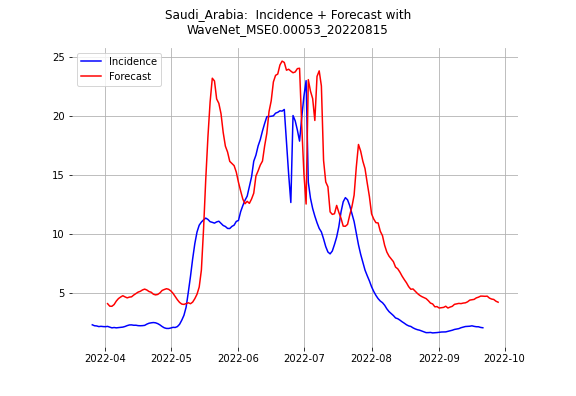 Saudi_Arabia:  Incidence + Forecast with
WaveNet_MSE0.00053_20220815
Incidence
Forecast
25
20
15
10
5
2022-04 2022-05 2022-06 2022-07 2022-08 2022-09 2022-10